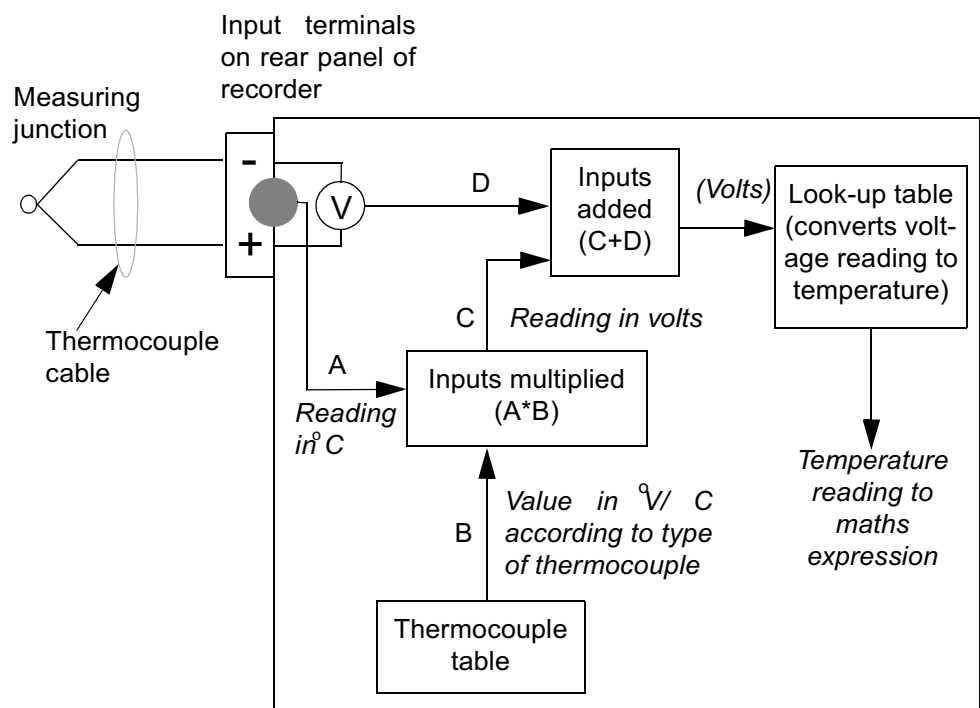 Input terminals
on rear panel of
recorder
Measuring
junction
-
+
V
D
Inputs
added
(C+D)
(Volts)
Look-up table
(converts volt-
age reading to
temperature)
Thermocouple
cable
C
Reading in volts
A
Reading
in° C
Inputs multiplied
(A*B)
B
Value in °V/ C
according to type
of thermocouple
Temperature
reading to
maths
expression
Thermocouple
table